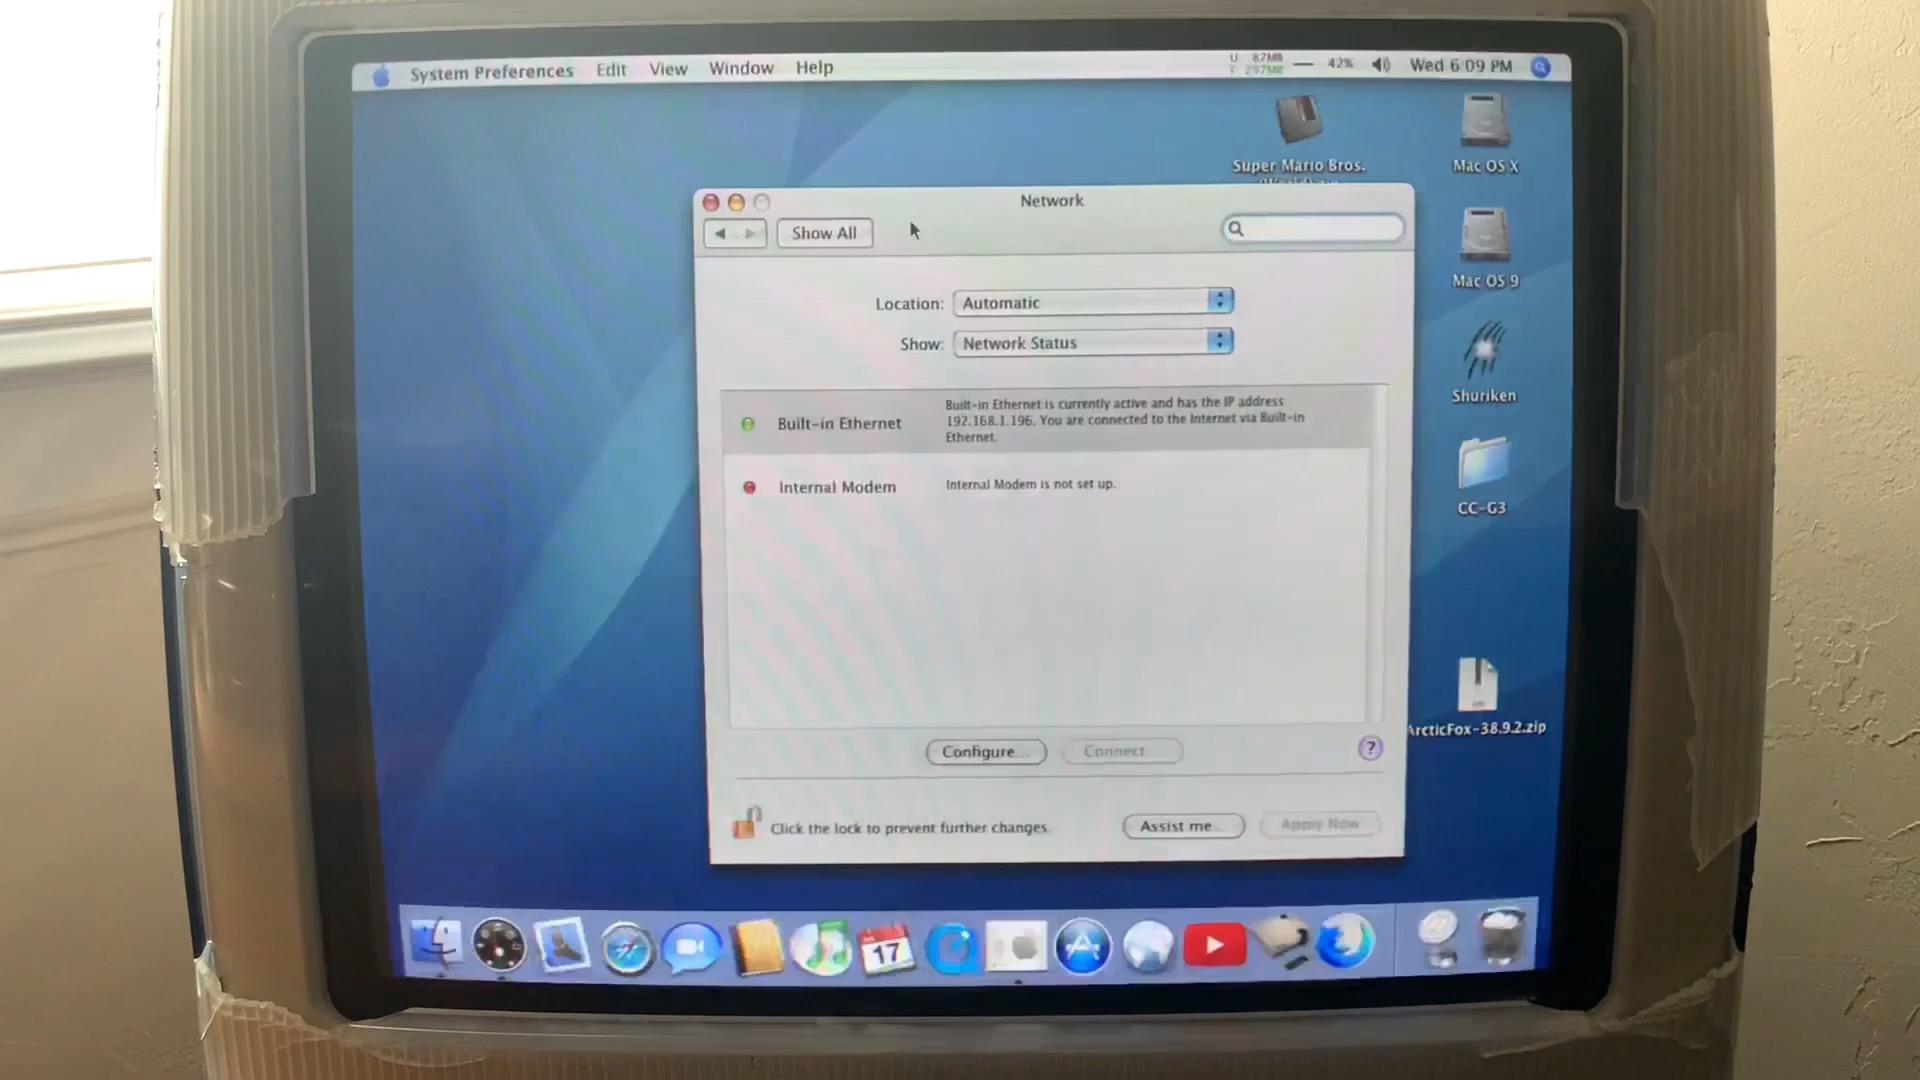 System Preferences Edit View Window Help
U: 87MB
F: 297MB
42% Wed 6:09 PM
Super Mario Bros.
Mac OS X
Network
Show All
Mac OS 9
Location: Automatic
Show: Network Status
Shuriken
Built-in Ethernet
Built-in Ethernet is currently active and has the IP address
192.168.1.196. You are connected to the Internet via Built-in
Ethernet.
Internal Modem
Internal Modem is not set up.
CC-G3
ArcticFox-38.9.2.zip
Configure...
Connect
?
Click the lock to prevent further changes.
Assist me...
Apply Now
17